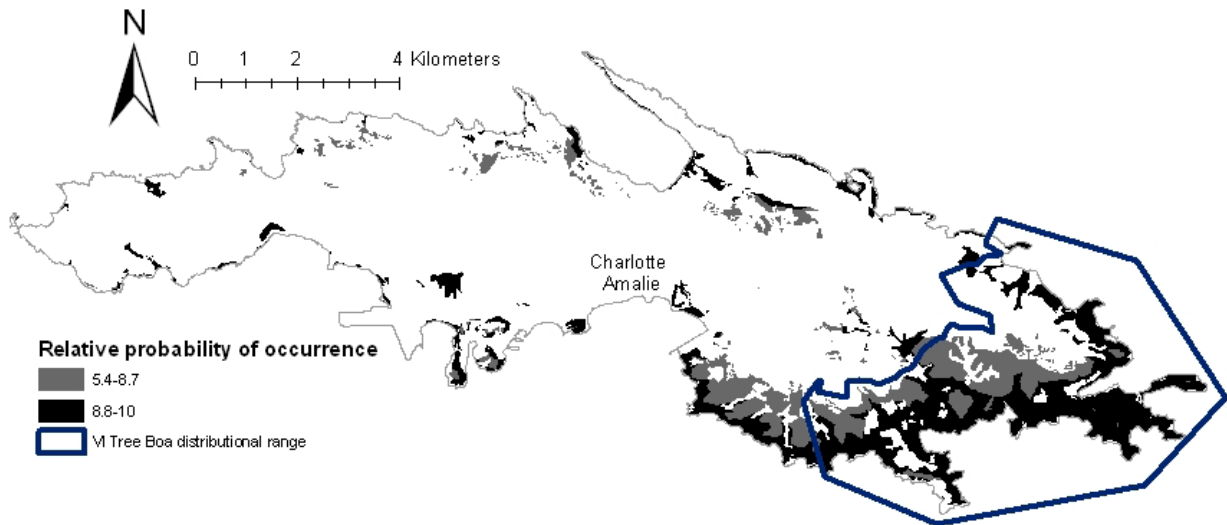 N
0 1 2 4 Kilometers
Charlotte
Amalie
Relative probability of occurrence
5.4-8.7
8.8-10
VI Tree Boa distributional range